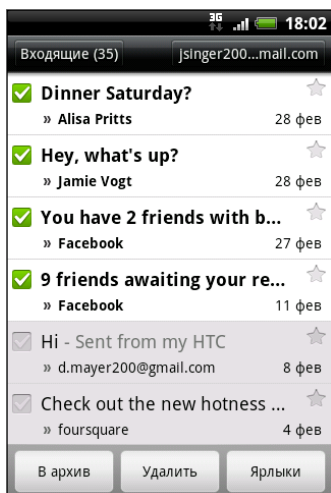 3G 18:02
Входящие (35) jsinger200...mail.com
Dinner Saturday?
» Alisa Pritts 28 фев
Hey, what's up?
» Jamie Vogt 28 фев
You have 2 friends with b...
» Facebook 27 фев
9 friends awaiting your re...
» Facebook 11 фев
Hi - Sent from my HTC
» d.mayer200@gmail.com 8 фев
Check out the new hotness ...
» foursquare 4 фев
В архив Удалить Ярлыки